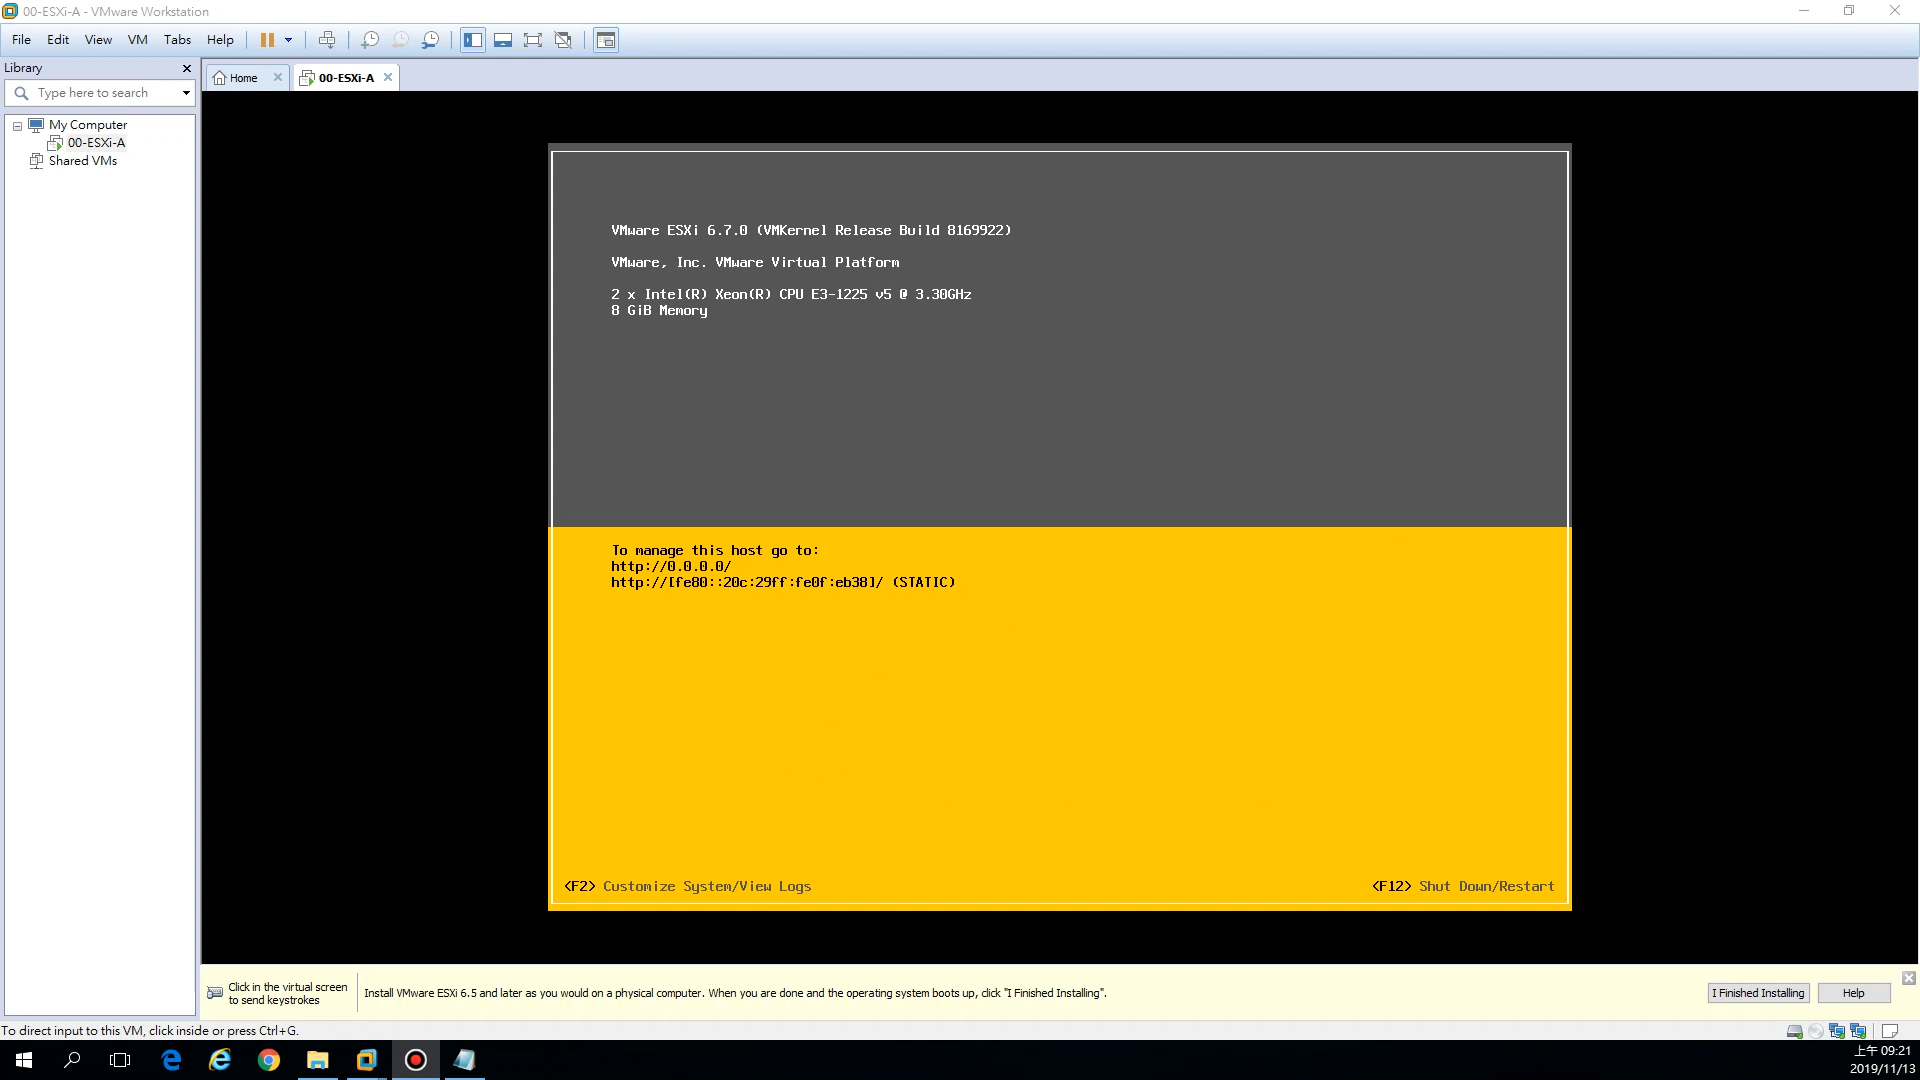 00-ESXi-A - VMware Workstation
File Edit View VM Tabs Help
Library
Home
00-ESXi-A
Type here to search
My Computer
00-ESXi-A
Shared VMs
VMware ESXi 6.7.0 (VMKernel Release Build 8169922)
VMware, Inc. VMware Virtual Platform
2 x Intel(R) Xeon(R) CPU E3-1225 v5 @ 3.30GHz
8 GiB Memory
To manage this host go to:
http://0.0.0.0/
http://[fe80::20c:29ff:fe0f:eb38]/ (STATIC)
<F2> Customize System/View Logs
<F12> Shut Down/Restart
Click in the virtual screen
to send keystrokes
Install VMware ESXi 6.5 and later as you would on a physical computer. When you are done and the operating system boots up, click "I Finished Installing".
I Finished Installing
Help
To direct input to this VM, click inside or press Ctrl+G.
上午 09:21
2019/11/13